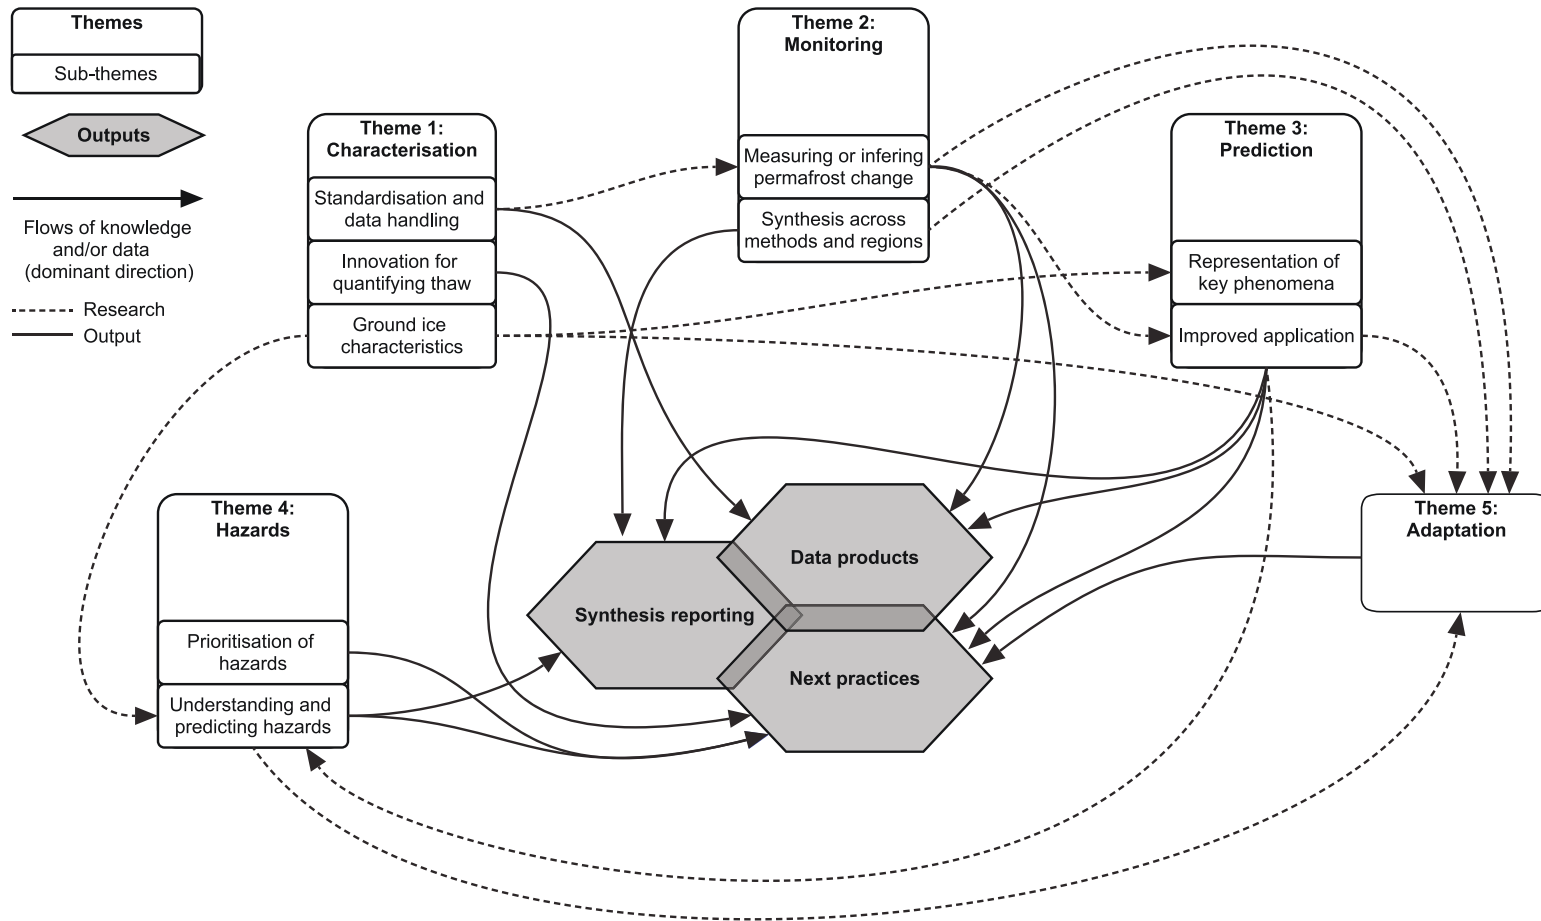 Themes
Sub-themes
Outputs
Flows of knowledge
and/or data
(dominant direction)
Research
Output
Theme 1:
Characterisation
Standardisation and
data handling
Innovation for
quantifying thaw
Ground ice
characteristics
Theme 2:
Monitoring
Measuring or infering
permafrost change
Synthesis across
methods and regions
Theme 3:
Prediction
Representation of
key phenomena
Improved application
Theme 4:
Hazards
Prioritisation of
hazards
Understanding and
predicting hazards
Theme 5:
Adaptation
Data products
Synthesis reporting
Next practices